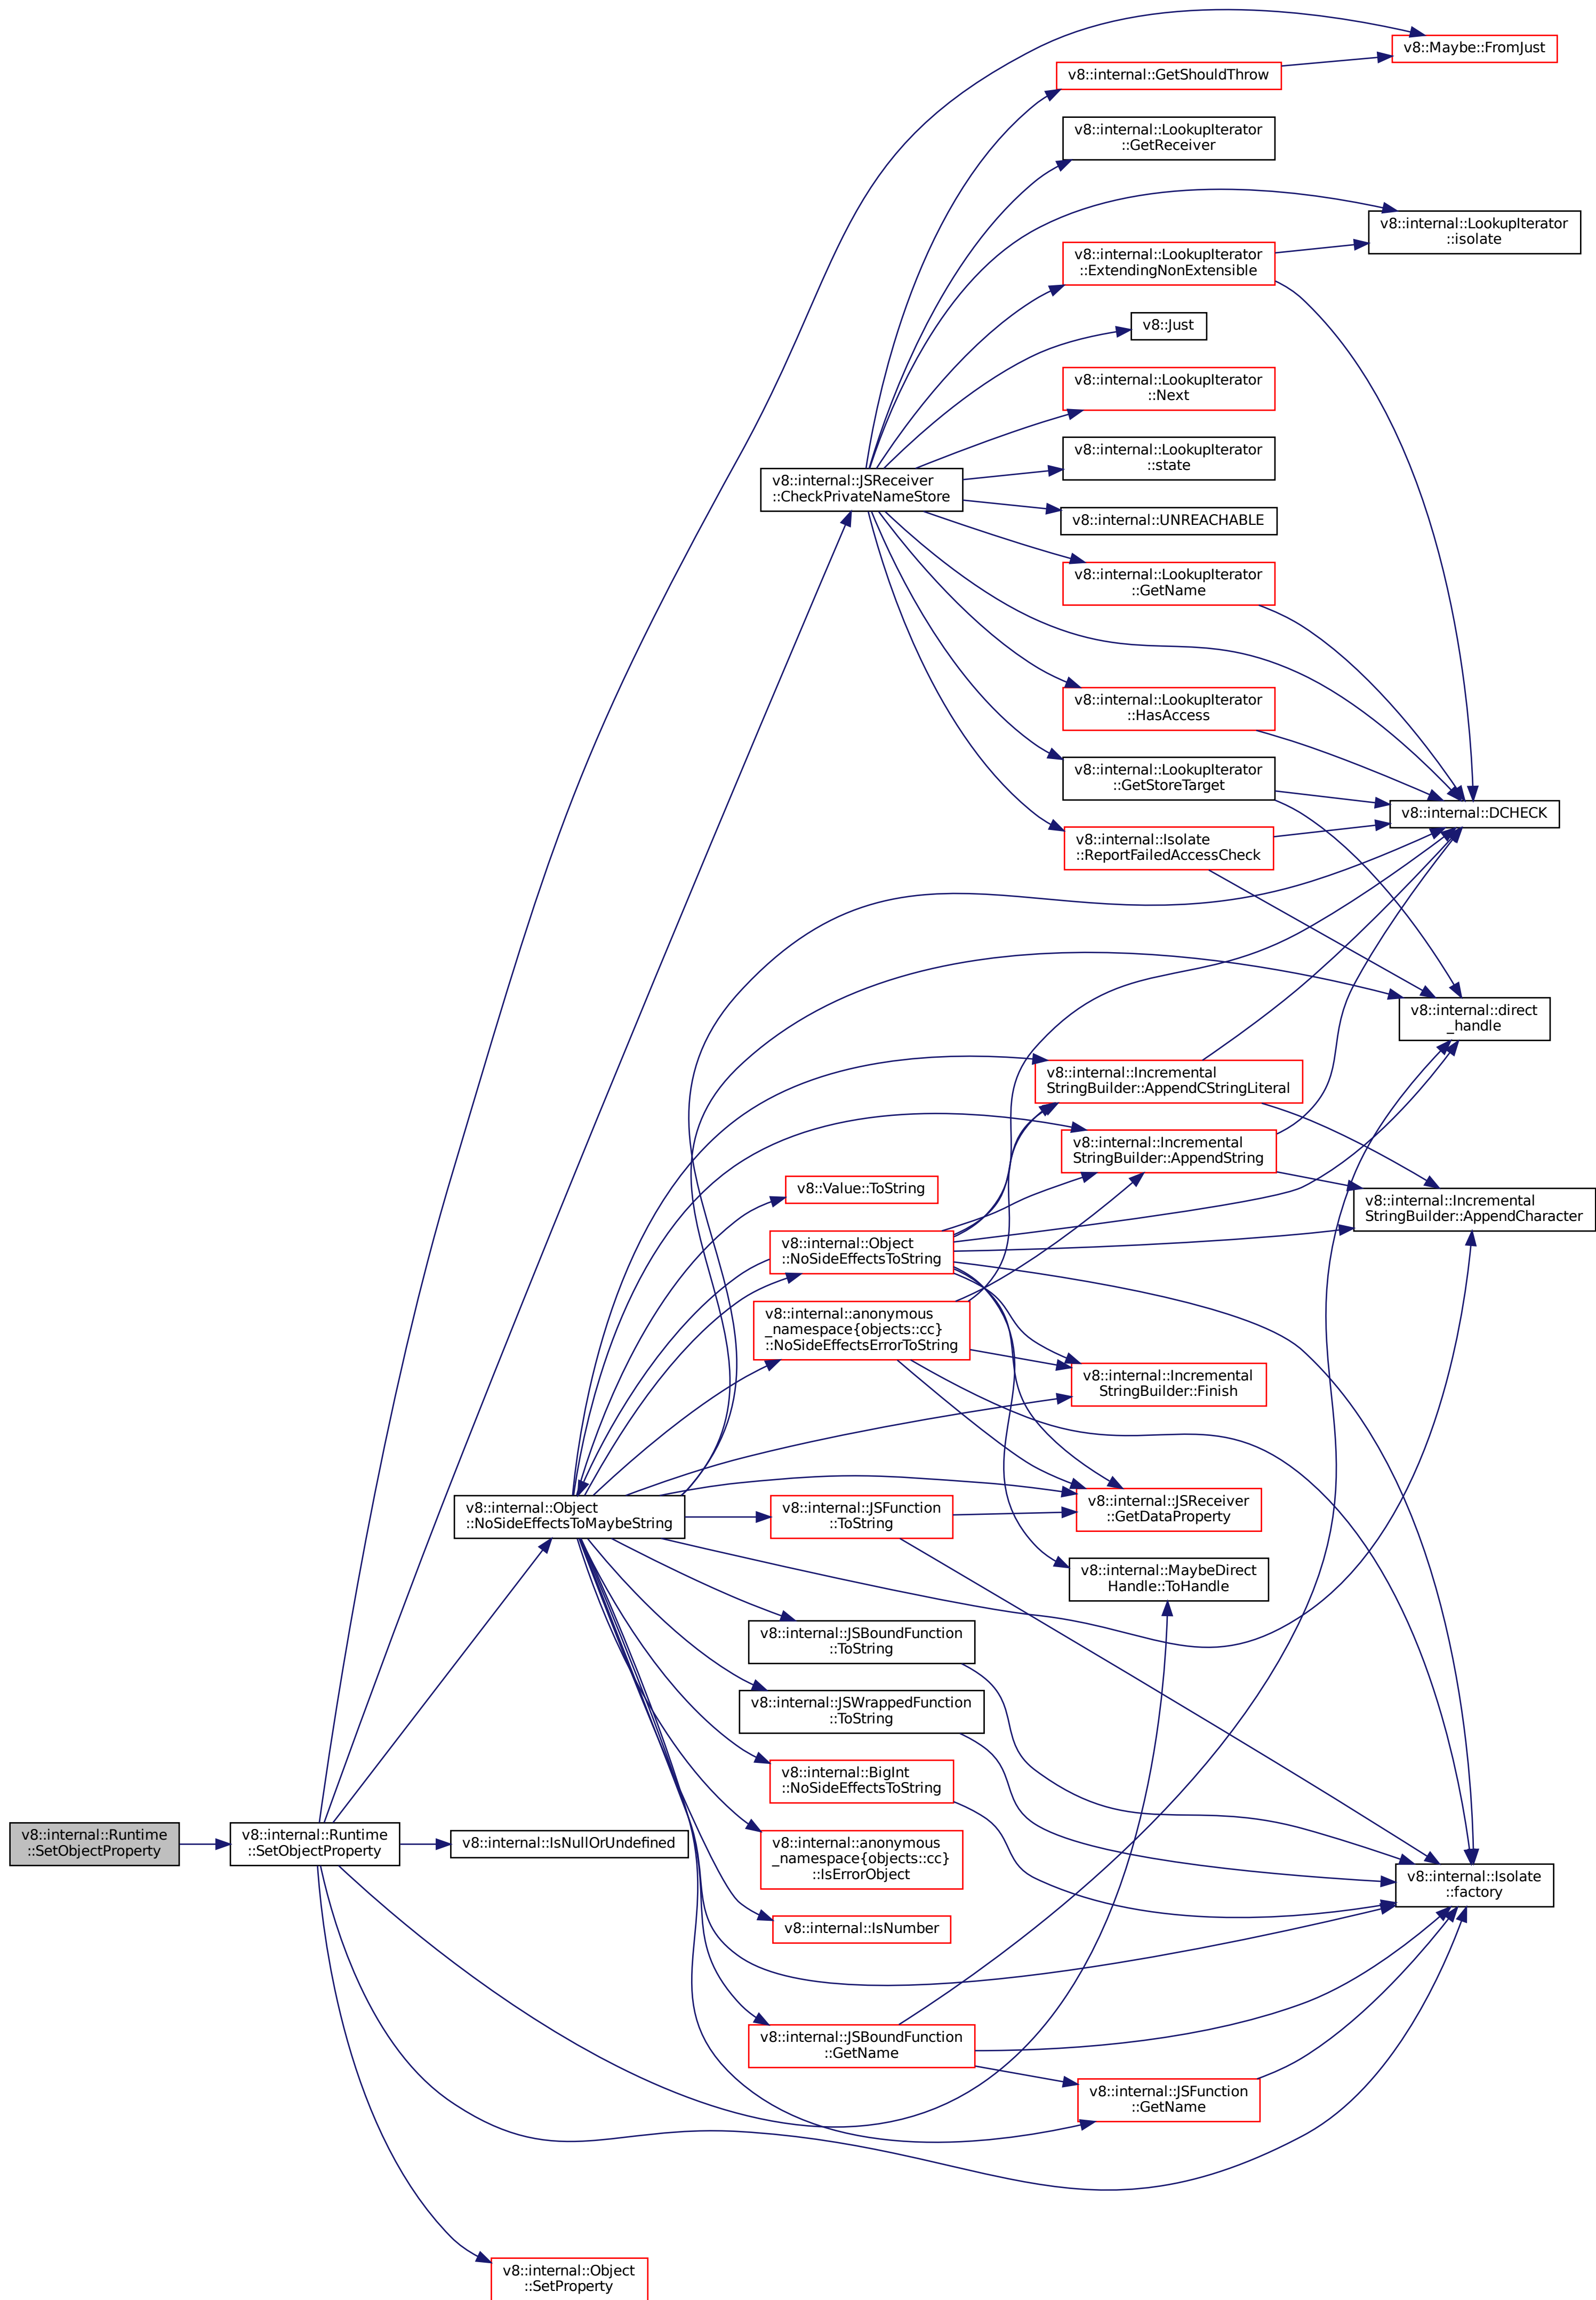 v8::Maybe::FromJust
v8::internal::GetShouldThrow
v8::internal::LookupIterator
::GetReceiver
v8::internal::LookupIterator
::isolate
v8::internal::LookupIterator
::ExtendingNonExtensible
v8::Just
v8::internal::LookupIterator
::Next
v8::internal::LookupIterator
::state
v8::internal::JSReceiver
::CheckPrivateNameStore
v8::internal::UNREACHABLE
v8::internal::LookupIterator
::GetName
v8::internal::LookupIterator
::HasAccess
v8::internal::LookupIterator
::GetStoreTarget
v8::internal::DCHECK
v8::internal::Isolate
::ReportFailedAccessCheck
v8::internal::direct
_handle
v8::internal::Incremental
StringBuilder::AppendCStringLiteral
v8::internal::Incremental
StringBuilder::AppendString
v8::Value::ToString
v8::internal::Incremental
StringBuilder::AppendCharacter
v8::internal::Object
::NoSideEffectsToString
v8::internal::anonymous
_namespace{objects::cc}
::NoSideEffectsErrorToString
v8::internal::Incremental
StringBuilder::Finish
v8::internal::Object
::NoSideEffectsToMaybeString
v8::internal::JSFunction
::ToString
v8::internal::JSReceiver
::GetDataProperty
v8::internal::MaybeDirect
Handle::ToHandle
v8::internal::JSBoundFunction
::ToString
v8::internal::JSWrappedFunction
::ToString
v8::internal::BigInt
::NoSideEffectsToString
v8::internal::Runtime
::SetObjectProperty
v8::internal::Runtime
::SetObjectProperty
v8::internal::IsNullOrUndefined
v8::internal::anonymous
_namespace{objects::cc}
::IsErrorObject
v8::internal::Isolate
::factory
v8::internal::IsNumber
v8::internal::JSBoundFunction
::GetName
v8::internal::JSFunction
::GetName
v8::internal::Object
::SetProperty